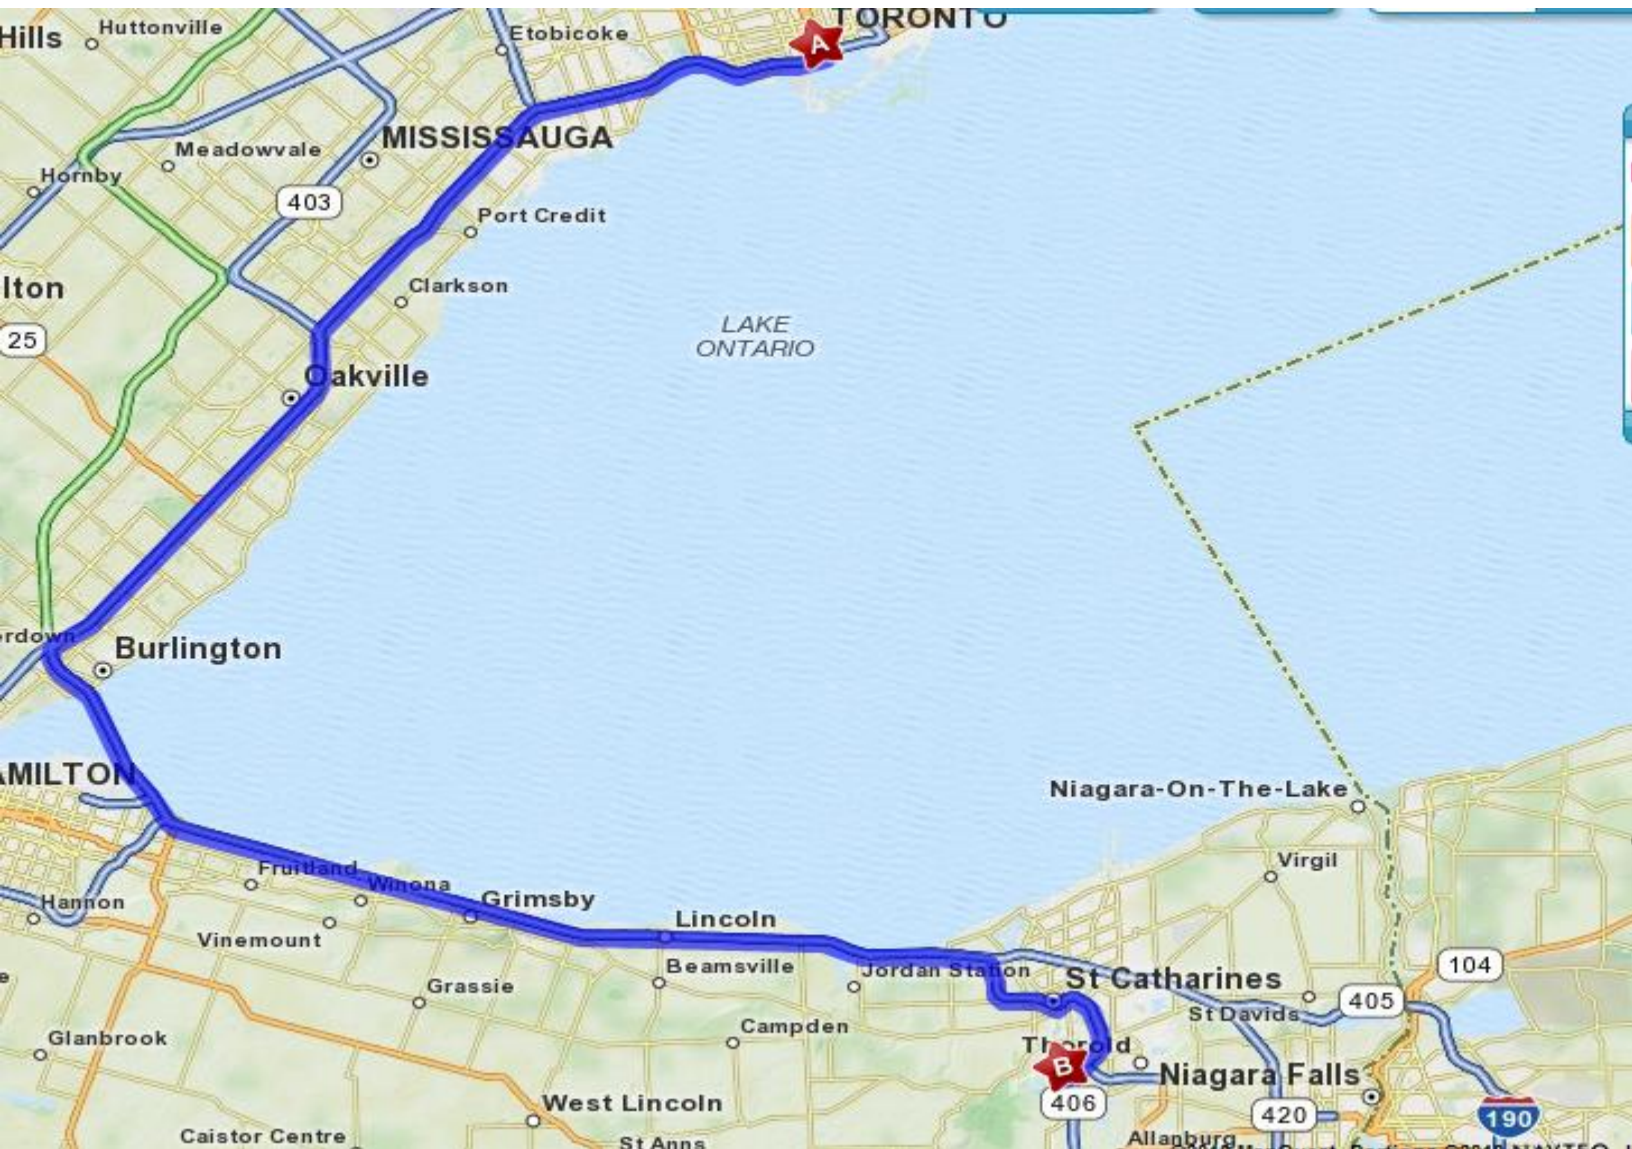 TORONTO
Hills
Huttonville
Etobicoke
A
MISSISSAUGA
Meadowvale
Hornby
403
Port Credit
Clarkson
lton
25
LAKE
ONTARIO
Oakville
erdown
Burlington
AMILTON
Niagara-On-The-Lake
Virgil
Fruitland
Winona
Hannon
Grimsby
Lincoln
Vinemount
Beamsville
Jordan Station
104
St Catharines
Grassie
405
St Davids
Campden
Glanbrook
Thorold
B
Niagara Falls
406
West Lincoln
420
190
Caistor Centre
St Anns
Allanburg